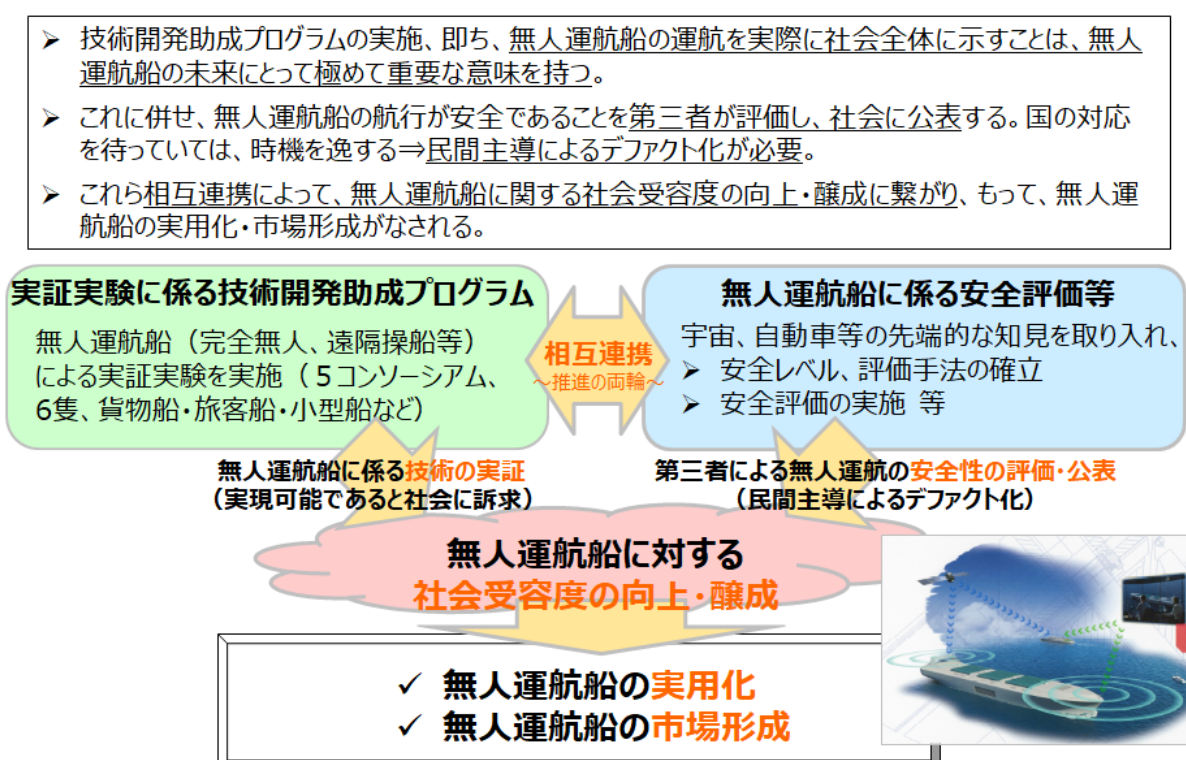 ➢ 技術開発助成プログラムの実施、即ち、無人運航船の運航を実際に社会全体に示すことは、無人
運航船の未来にとって極めて重要な意味を持つ。
➢ これに併せ、無人運航船の航行が安全であることを第三者が評価し、社会に公表する。国の対応
を待っていては、時機を逸する⇒民間主導によるデファクト化が必要。
➢ これら相互連携によって、無人運航船に関する社会受容度の向上・醸成に繋がり、もって、無人運
航船の実用化・市場形成がなされる。
実証実験に係る技術開発助成プログラム
無人運航船（完全無人、遠隔操船等）
による実証実験を実施（５コンソーシアム、
6隻、貨物船・旅客船・小型船など）
相互連携
～推進の両輪～
無人運航船に係る安全評価等
宇宙、自動車等の先端的な知見を取り入れ、
➢ 安全レベル、評価手法の確立
➢ 安全評価の実施 等
無人運航船に係る技術の実証
（実現可能であると社会に訴求）
第三者による無人運航の安全性の評価・公表
（民間主導によるデファクト化）
無人運航船に対する
社会受容度の向上・醸成
✓ 無人運航船の実用化
✓ 無人運航船の市場形成